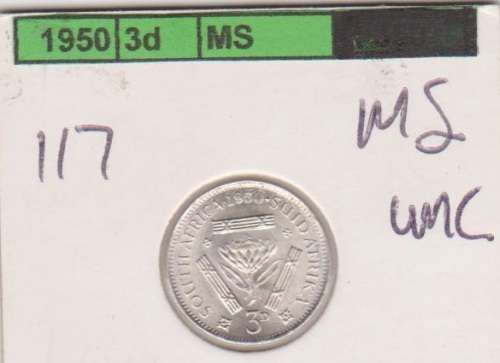 1950 3d MS
117
MS
UNC
SOUTH AFRICA·1950·SUID AFRIKA
3D